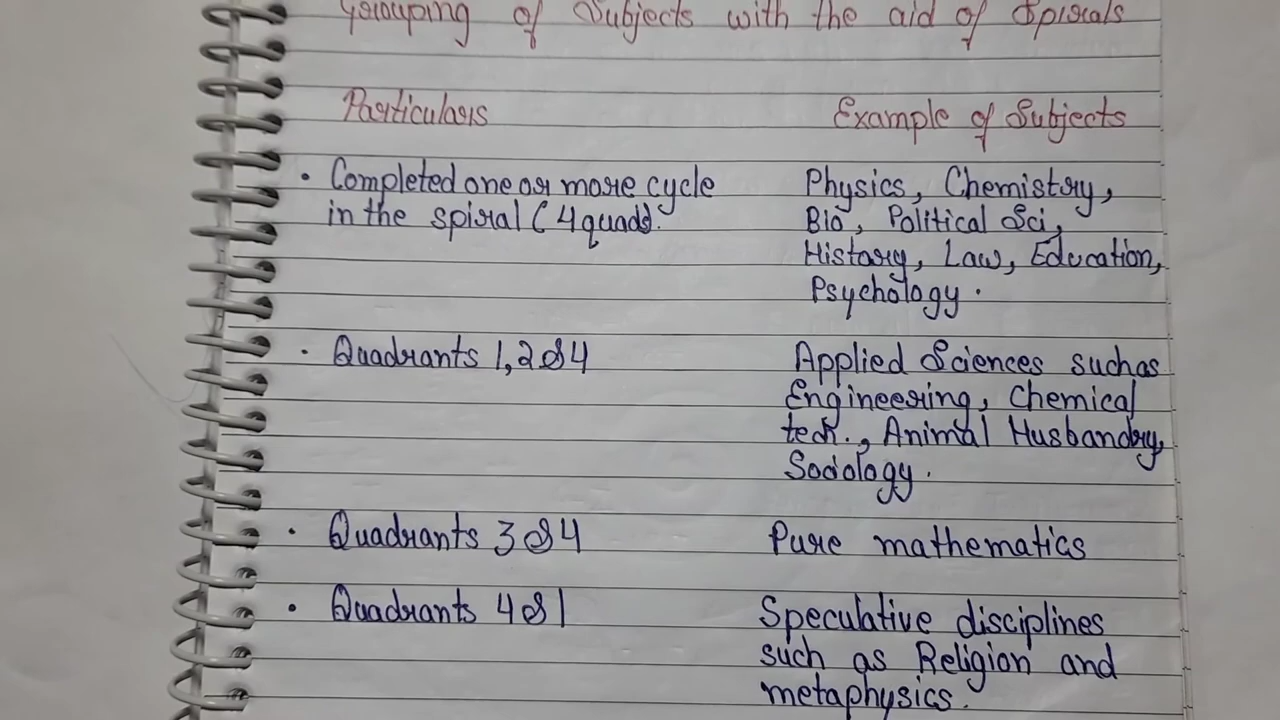 Grouping of Subjects with the aid of Spirals
Particulars Example of Subjects
• Completed one or more cycle Physics, Chemistry,
in the spiral (4 quads). Bio, Political Sci,
History, Law, Education,
Psychology.
• Quadrants 1,2 & 4 Applied Sciences such as
Engineering, Chemical
tech., Animal Husbandry,
Sociology.
• Quadrants 3 & 4 Pure mathematics
• Quadrants 4 & 1 Speculative disciplines
such as Religion and
metaphysics.